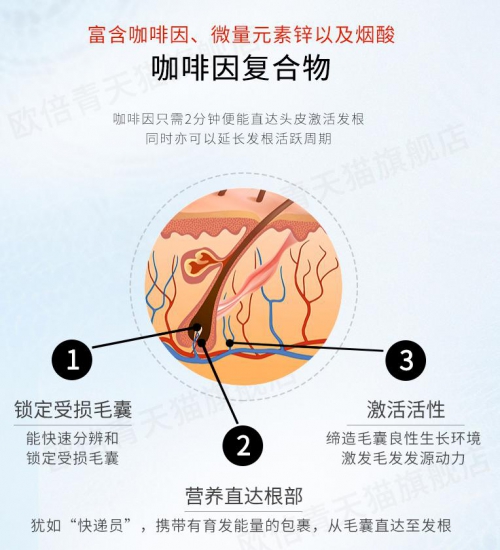 富含咖啡因、微量元素锌以及烟酸
咖啡因复合物
咖啡因只需2分钟便能直达头皮激活发根
同时亦可以延长发根活跃周期
1
3
锁定受损毛囊
能快速分辨和
锁定受损毛囊
2
激活活性
缔造毛囊良性生长环境
激发毛发发源动力
营养直达根部
犹如“快递员”，携带有育发能量的包裹，从毛囊直达至发根
欧倍青天猫旗舰店